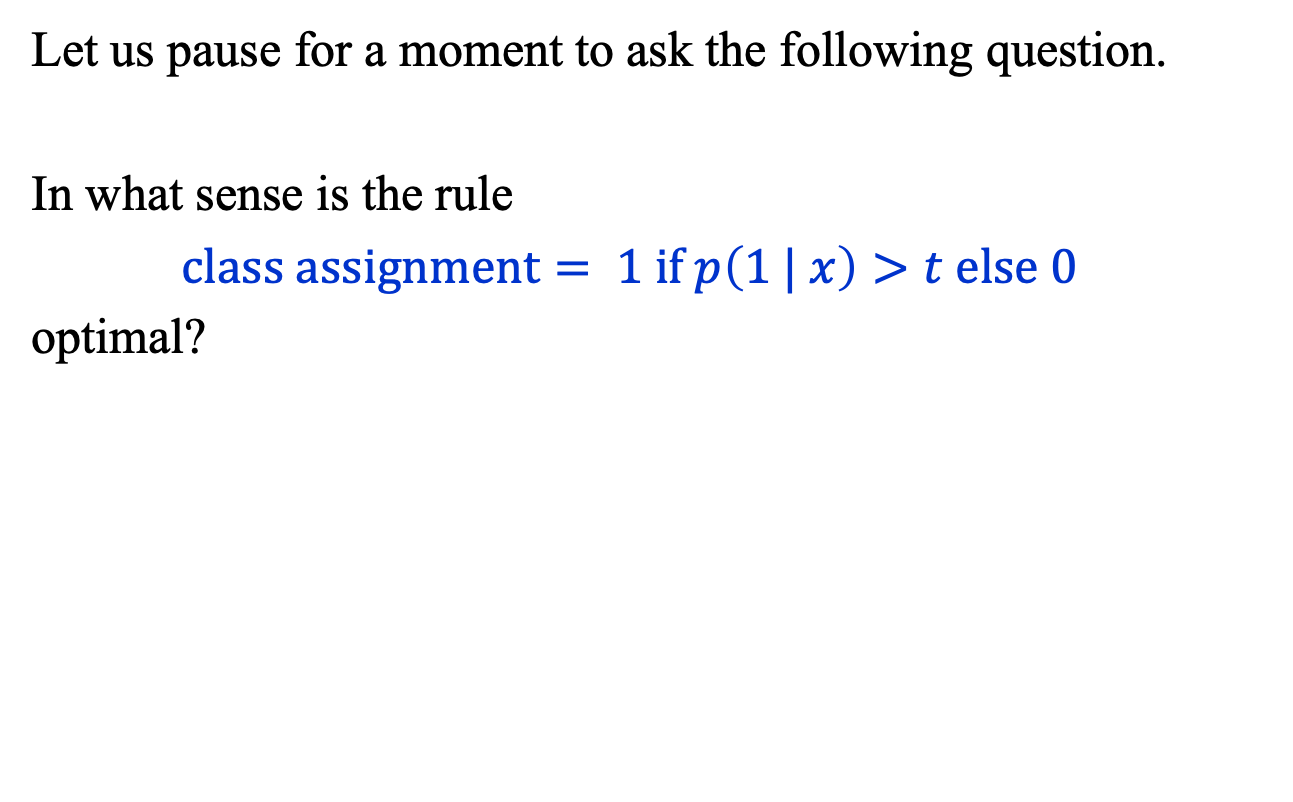 Let us pause for a moment to ask the following question.
In what sense is the rule
class assignment = 1 if p(1 | x) > t else 0
optimal?